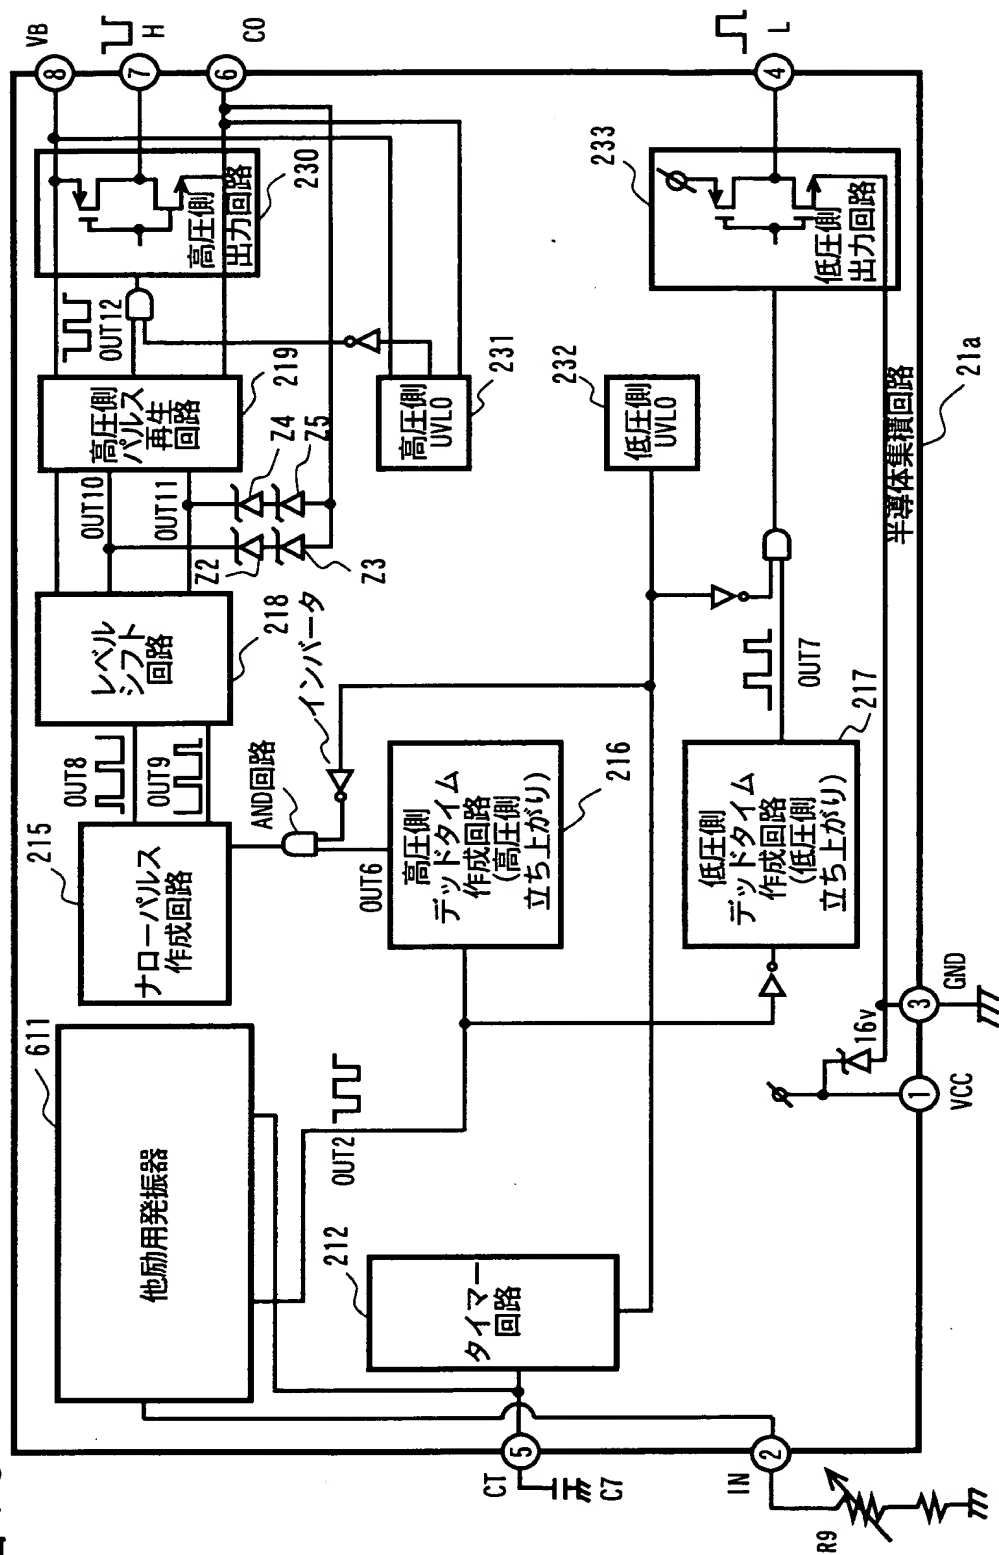 611
他励用発振器
215
ナローパルス
作成回路
OUT8
OUT9
レベル
シフト
回路
218
OUT10
OUT11
高圧側
パルス
再生
回路
219
OUT12
高圧側
出力回路
230
VB
8
H
7
CO
6
Z2
Z3
Z4
Z5
AND回路
インバータ
OUT6
高圧側
デッドタイム
作成回路
(高圧側
立ち上がり)
216
高圧側
UVLO
231
低圧側
UVLO
232
233
低圧側
出力回路
L
4
OUT2
212
タイマー
回路
低圧側
デッドタイム
作成回路
(低圧側
立ち上がり)
217
OUT7
半導体集積回路
21a
CT
5
C7
IN
2
R9
16v
1
VCC
3
GND